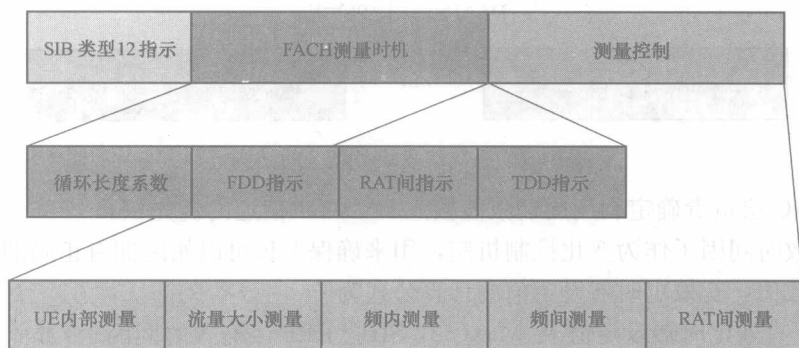 SIB 类型12指示
FACH测量时机
测量控制
循环长度系数
FDD指示
RAT间指示
TDD指示
UE内部测量
流量大小测量
频内测量
频间测量
RAT间测量